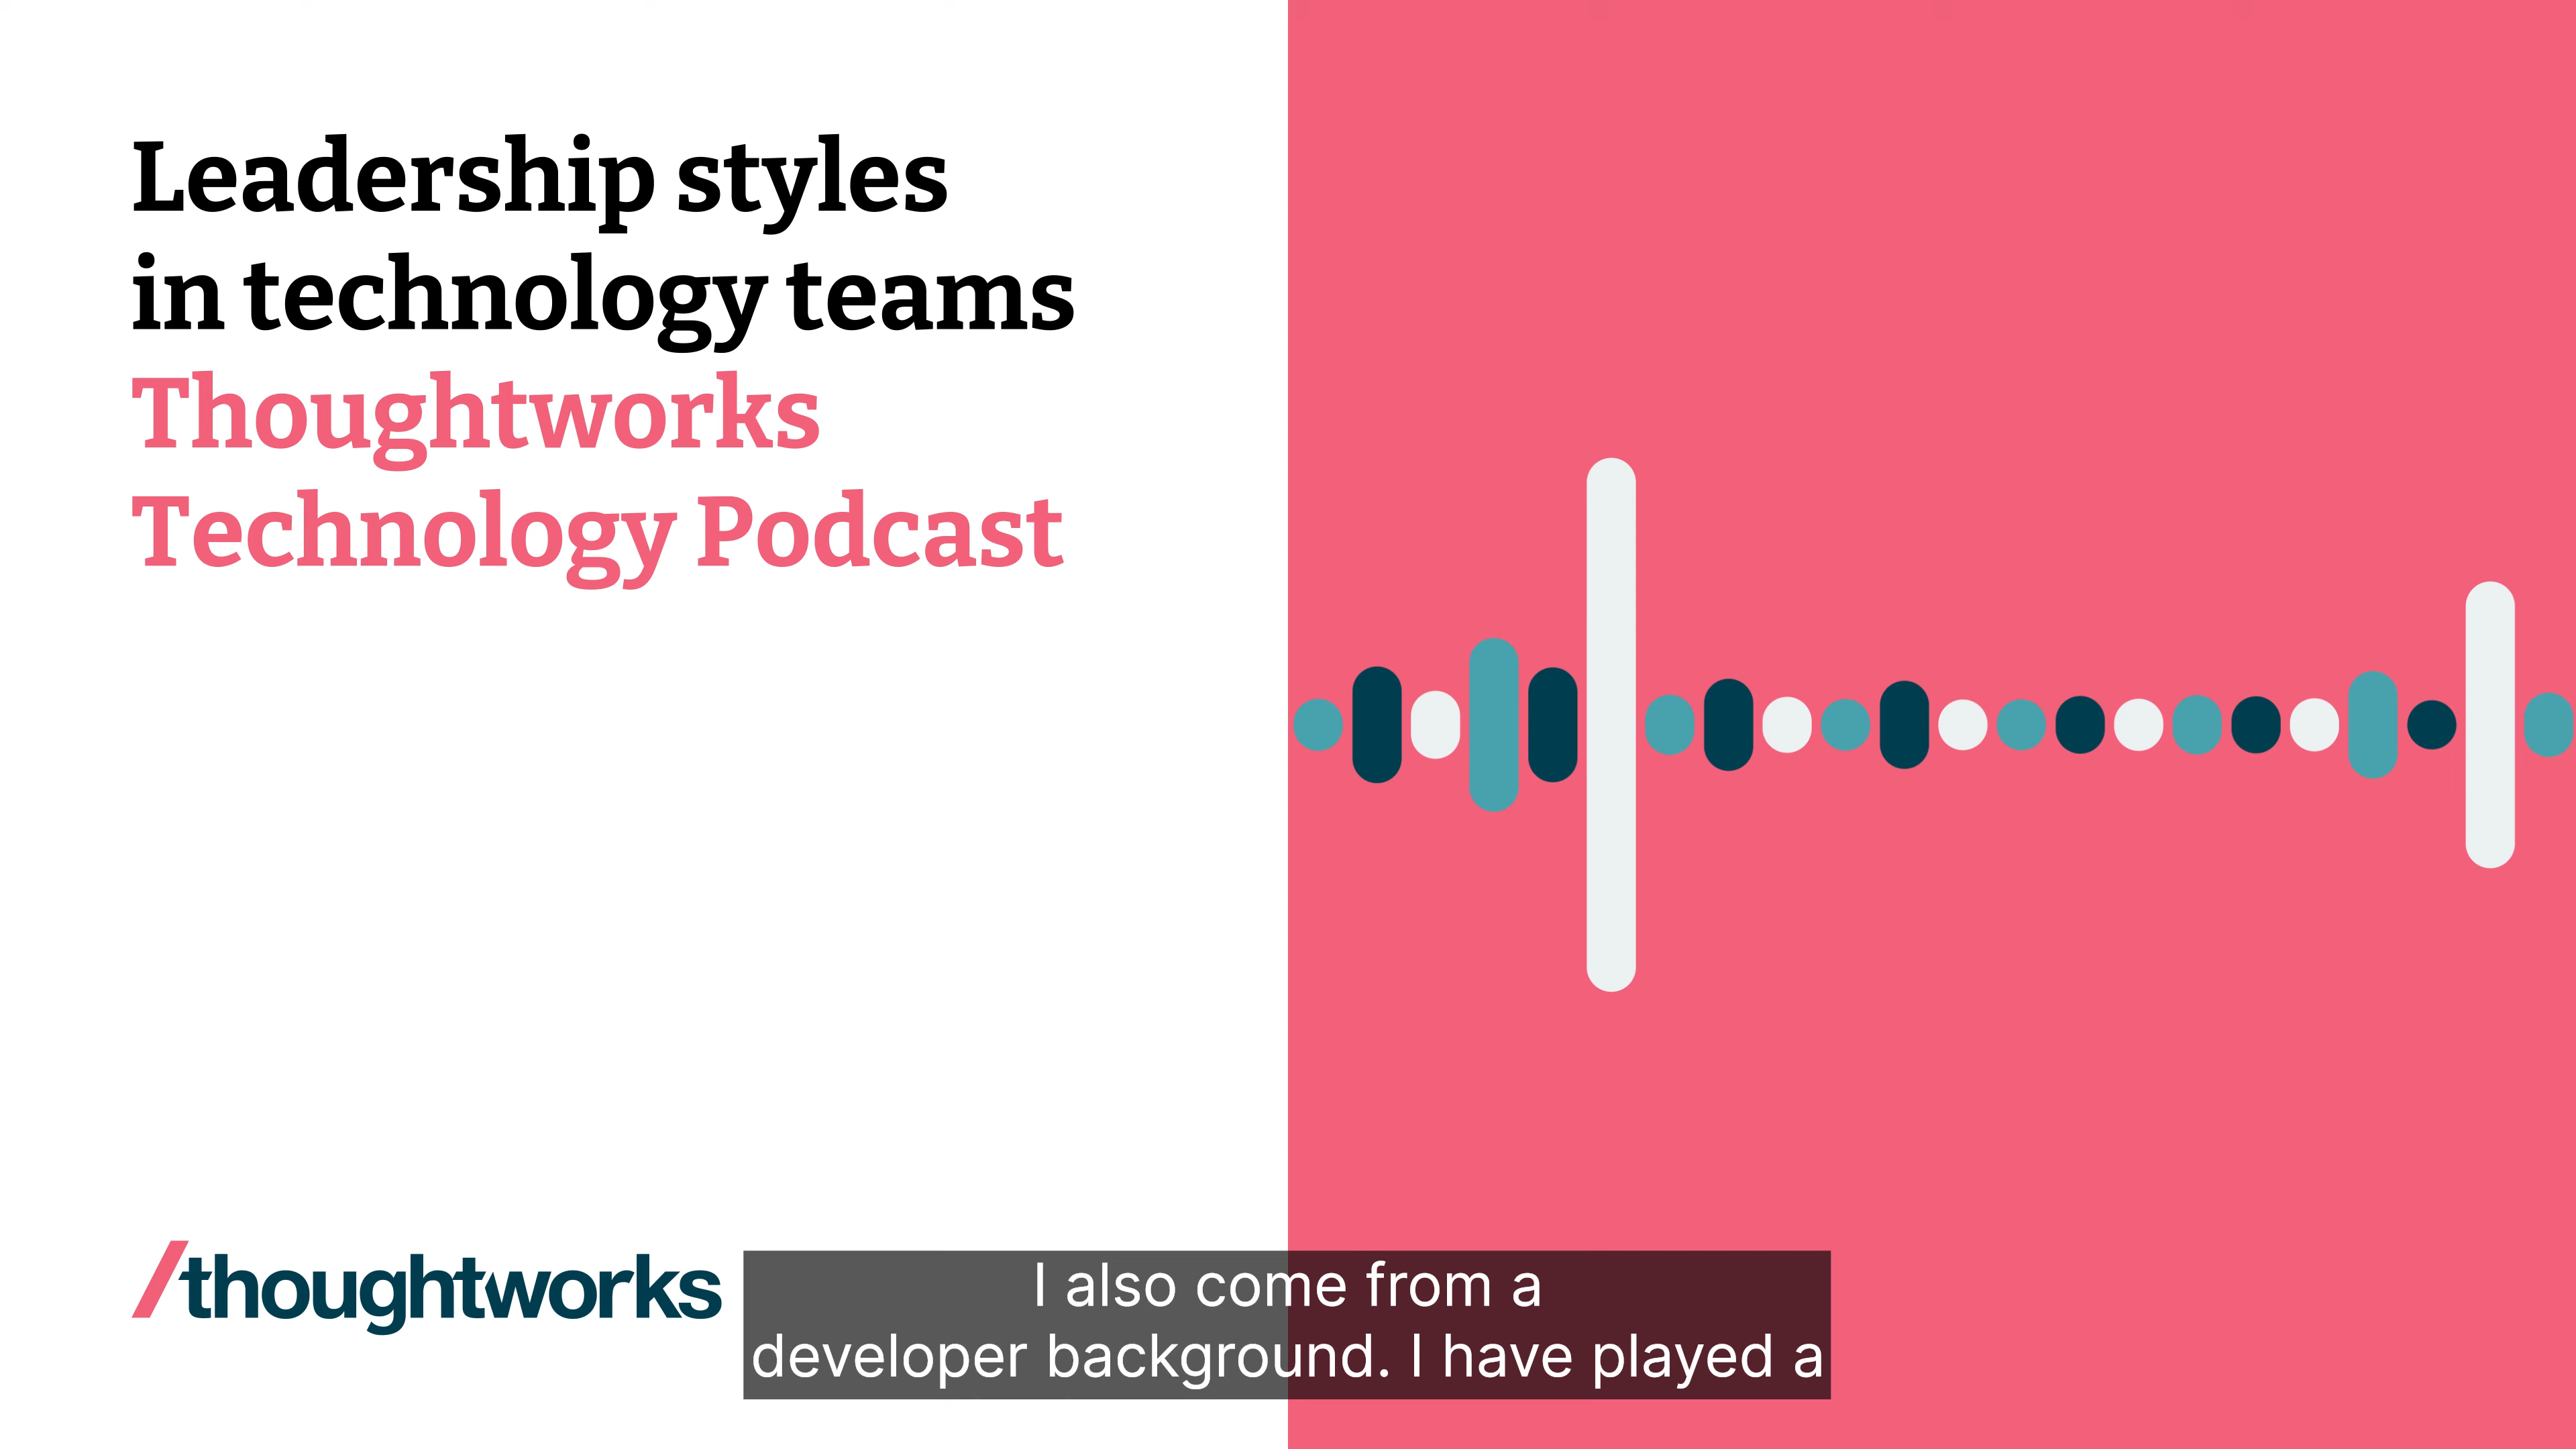 Leadership styles
in technology teams
Thoughtworks
Technology Podcast
/thoughtworks
I also come from a
developer background. I have played a